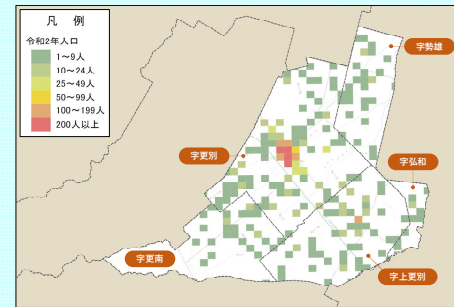 凡 例
令和2年人口
1～9人
10～24人
25～49人
50～99人
100～199人
200人以上
字勢雄
字更別
字弘和
字更南
字上更別